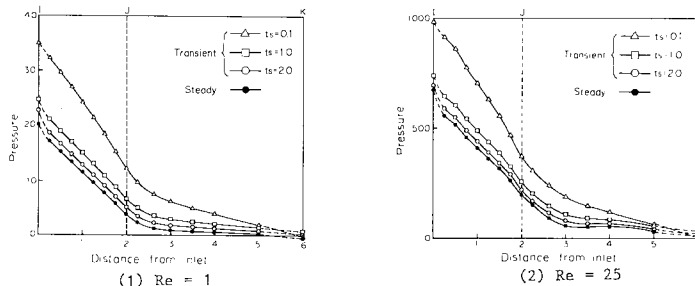 I J K
40
30
20
10
0
Pressure
Transient
ts=0.1
ts=1.0
ts=2.0
Steady
1 2 3 4 5 6
Distance from inlet
(1) Re = 1
J
1000
500
0
Pressure
Transient
ts=0.1
ts=1.0
ts=2.0
Steady
1 2 3 4 5
Distance from inlet
(2) Re = 25